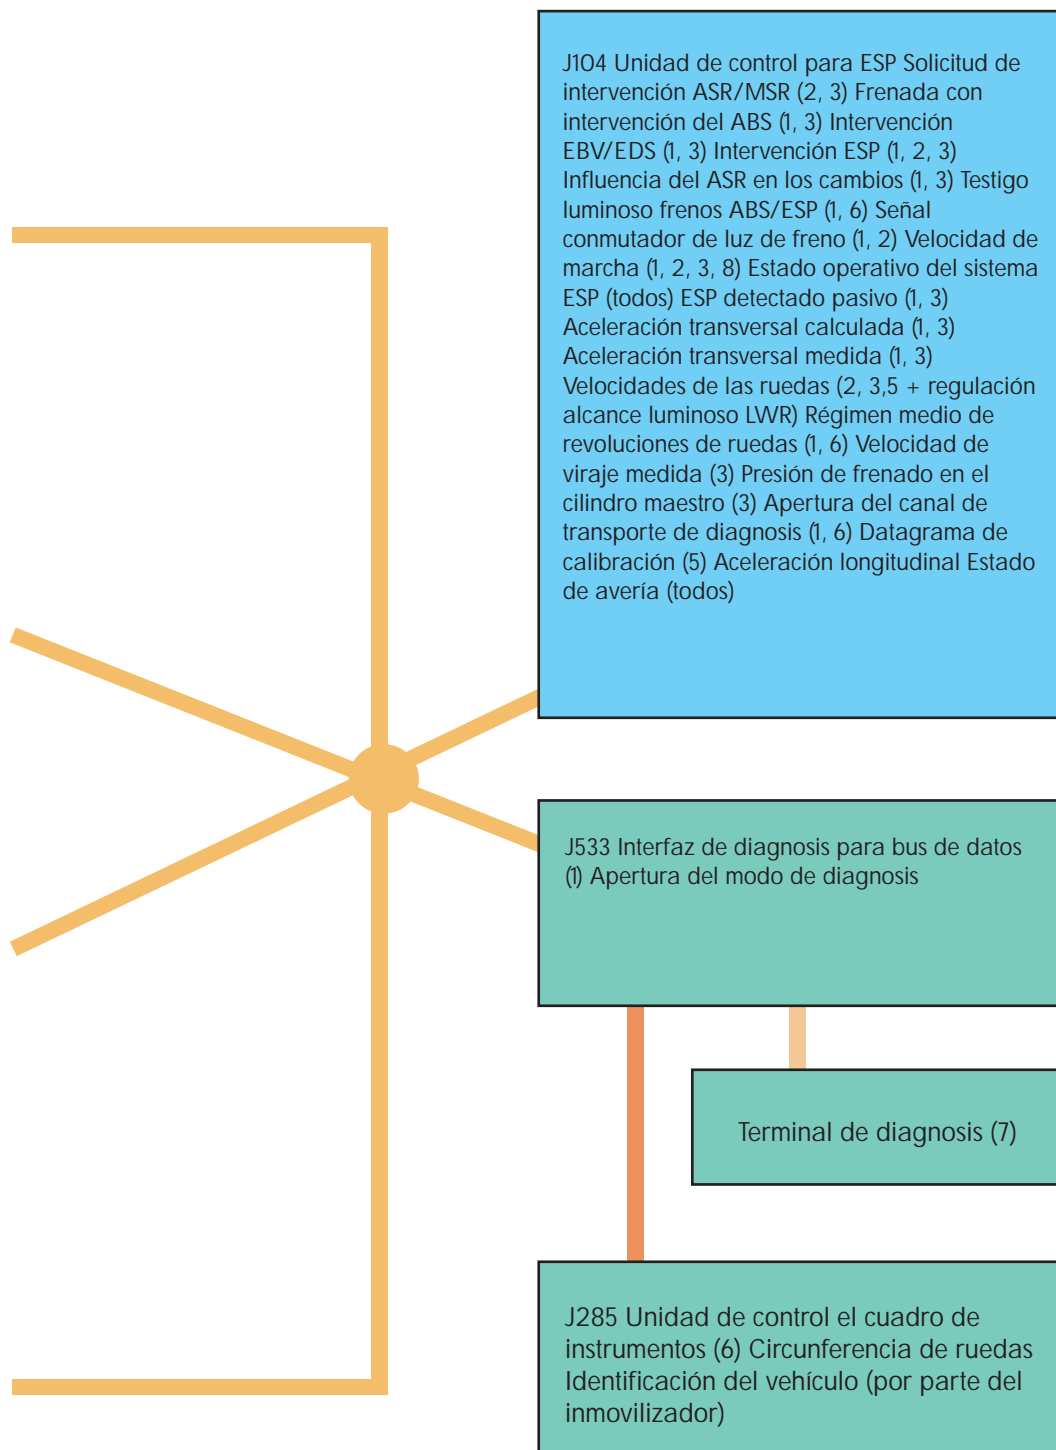 J104 Unidad de control para ESP Solicitud de
intervención ASR/MSR (2, 3) Frenada con
intervención del ABS (1, 3) Intervención
EBV/EDS (1, 3) Intervención ESP (1, 2, 3)
Influencia del ASR en los cambios (1, 3) Testigo
luminoso frenos ABS/ESP (1, 6) Señal
conmutador de luz de freno (1, 2) Velocidad de
marcha (1, 2, 3, 8) Estado operativo del sistema
ESP (todos) ESP detectado pasivo (1, 3)
Aceleración transversal calculada (1, 3)
Aceleración transversal medida (1, 3)
Velocidades de las ruedas (2, 3,5 + regulación
alcance luminoso LWR) Régimen medio de
revoluciones de ruedas (1, 6) Velocidad de
viraje medida (3) Presión de frenado en el
cilindro maestro (3) Apertura del canal de
transporte de diagnosis (1, 6) Datagrama de
calibración (5) Aceleración longitudinal Estado
de avería (todos)
J533 Interfaz de diagnosis para bus de datos
(1) Apertura del modo de diagnosis
Terminal de diagnosis (7)
J285 Unidad de control el cuadro de
instrumentos (6) Circunferencia de ruedas
Identificación del vehículo (por parte del
inmovilizador)